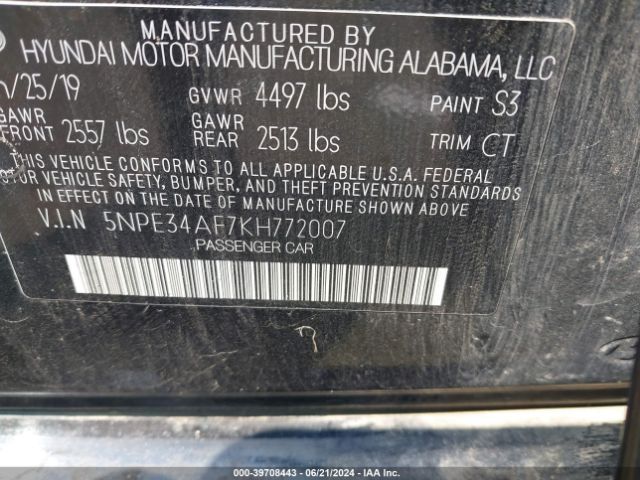 MANUFACTURED BY
HYUNDAI MOTOR MANUFACTURING ALABAMA, LLC
/25/19 GVWR 4497 lbs PAINT S3
GAWR FRONT 2557 lbs GAWR REAR 2513 lbs TRIM CT
THIS VEHICLE CONFORMS TO ALL APPLICABLE U.S.A. FEDERAL
VEHICLE SAFETY, BUMPER, AND THEFT PREVENTION STANDARDS
IN EFFECT ON THE DATE OF MANUFACTURE SHOWN ABOVE.
V.I.N 5NPE34AF7KH772007
PASSENGER CAR
000-39708443 - 06/21/2024 - IAA Inc.